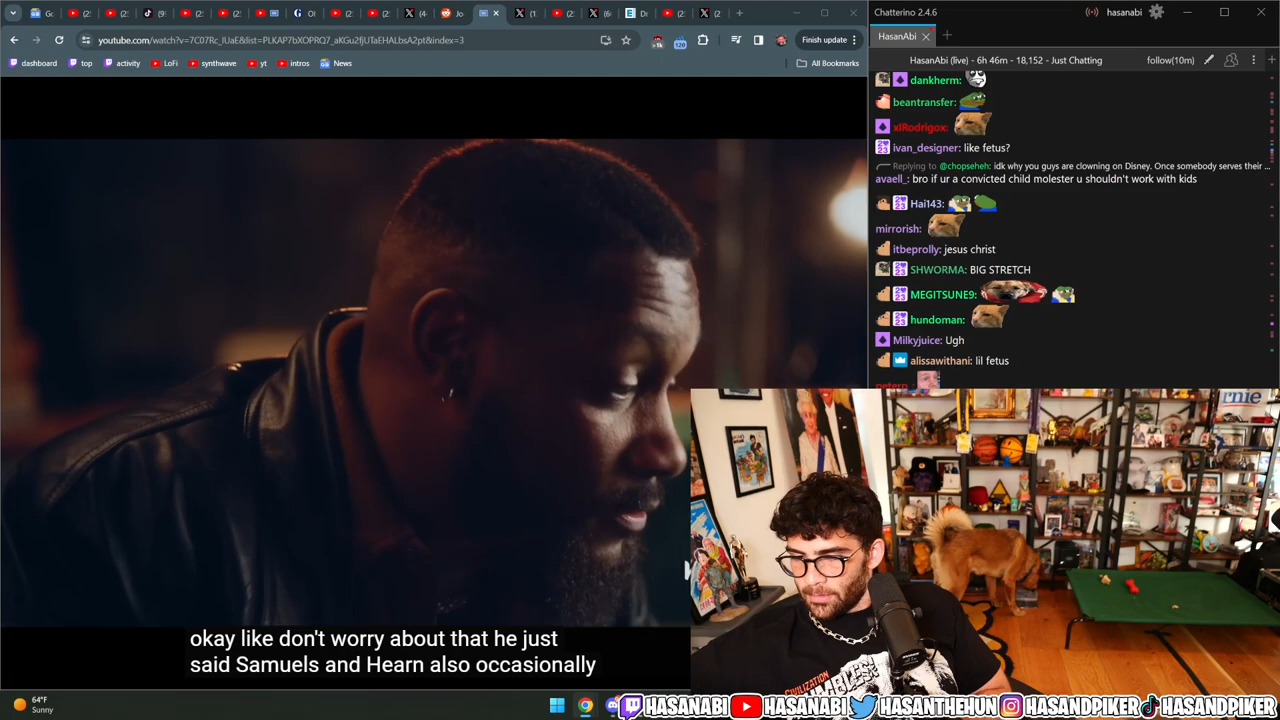 Finish update
youtube.com/watch?v=7C07Rc_IUaE&list=PLKAP7bXOPRQ7_aKGu2fjUTaEHALbsA2pt&index=3
dashboard top activity LoFi synthwave yt intros News All Bookmarks
Chatterino 2.4.6
hasanabi
HasanAbi
HasanAbi (live) - 6h 46m - 18,152 - Just Chatting
follow(10m)
dankherm:
beantransfer:
xIRodrigox:
ivan_designer: like fetus?
Replying to @chopseheh: idk why you guys are clowning on Disney. Once somebody serves their ...
avaell_: bro if ur a convicted child molester u shouldn't work with kids
Hai143:
mirrorish:
itbeprolly: jesus christ
SHWORMA: BIG STRETCH
MEGITSUNE9:
hundoman:
Milkyjuice: Ugh
alissawithani: lil fetus
rnie
okay like don't worry about that he just
said Samuels and Hearn also occasionally
64°F
Sunny
HASANABI HASANABI HASANTHEHUN HASANDPIKER HASANDPIKER